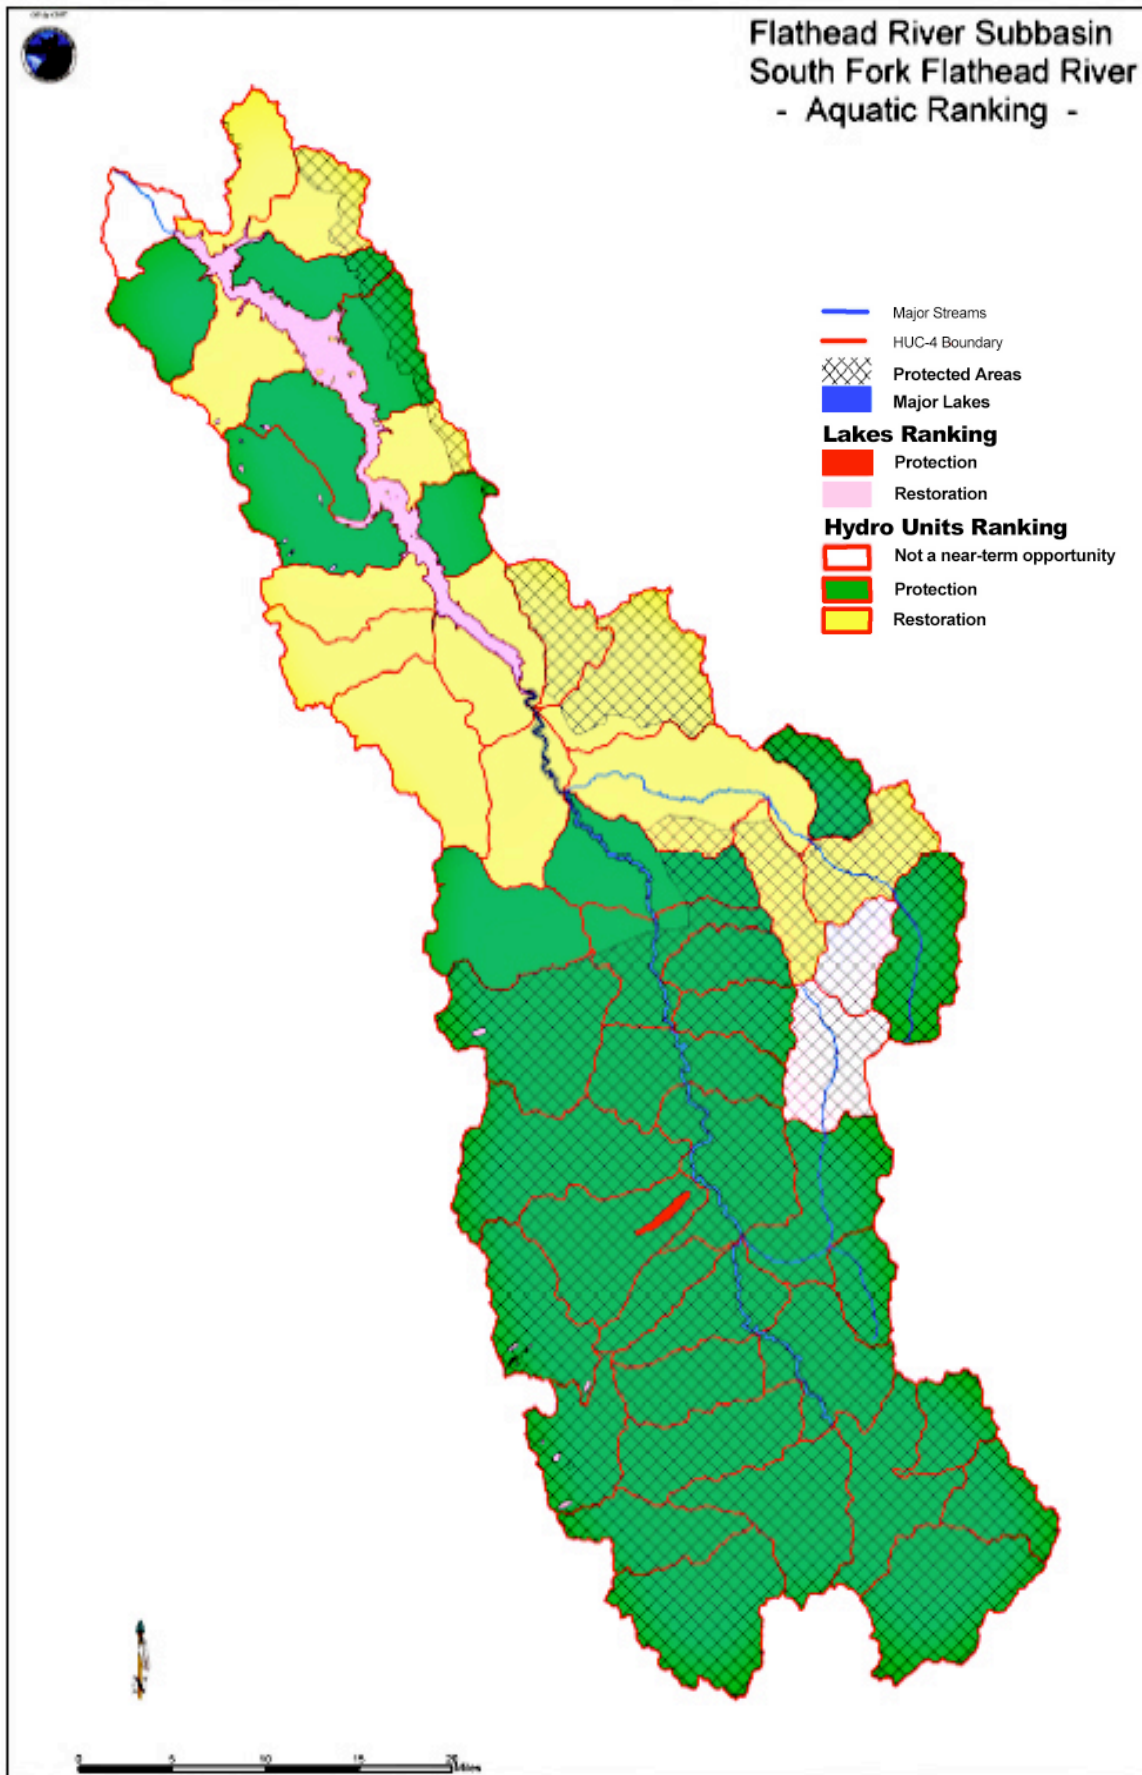 Flathead River Subbasin
South Fork Flathead River
- Aquatic Ranking -
Major Streams
HUC-4 Boundary
Protected Areas
Major Lakes
Lakes Ranking
Protection
Restoration
Hydro Units Ranking
Not a near-term opportunity
Protection
Restoration
0 5 10 15 20
Miles